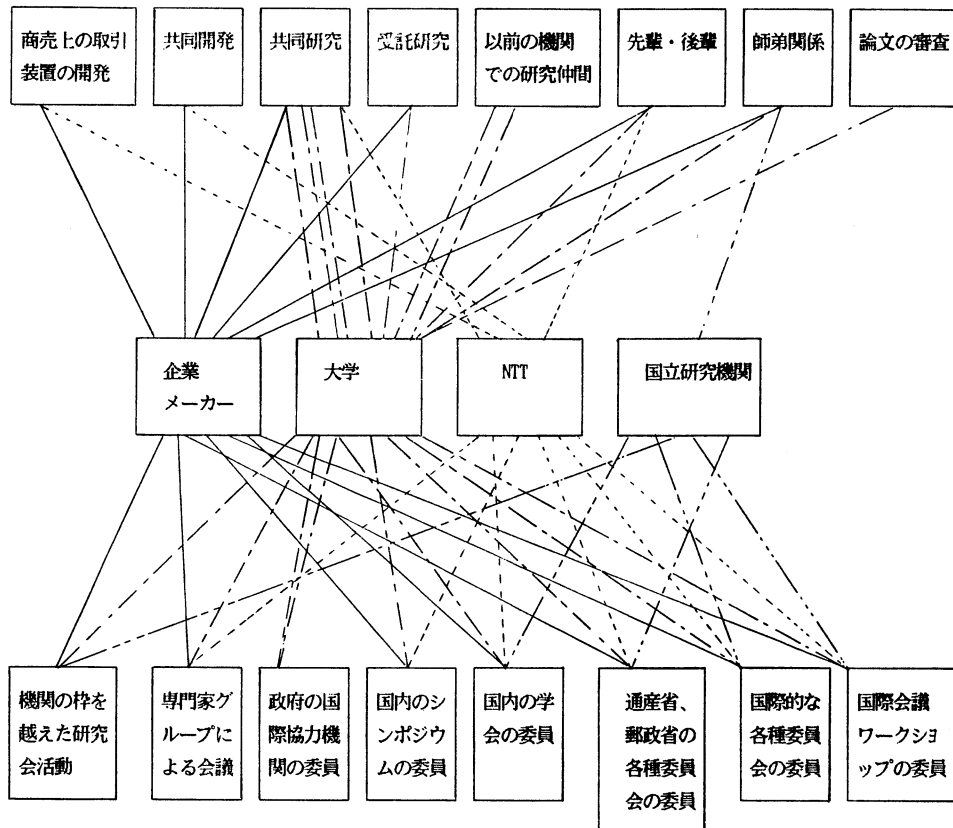 商売上の取引
装置の開発
共同開発
共同研究
受託研究
以前の機関
での研究仲間
先輩・後輩
師弟関係
論文の審査
企業
メーカー
大学
NTT
国立研究機関
機関の枠を
越えた研究
会活動
専門家グ
ループに
よる会議
政府の国
際協力機
関の委員
国内のシ
ンポジウ
ムの委員
国内の学
会の委員
通産省、
郵政省の
各種委員
会の委員
国際的な
各種委員
会の委員
国際会議
ワークショ
ップの委員